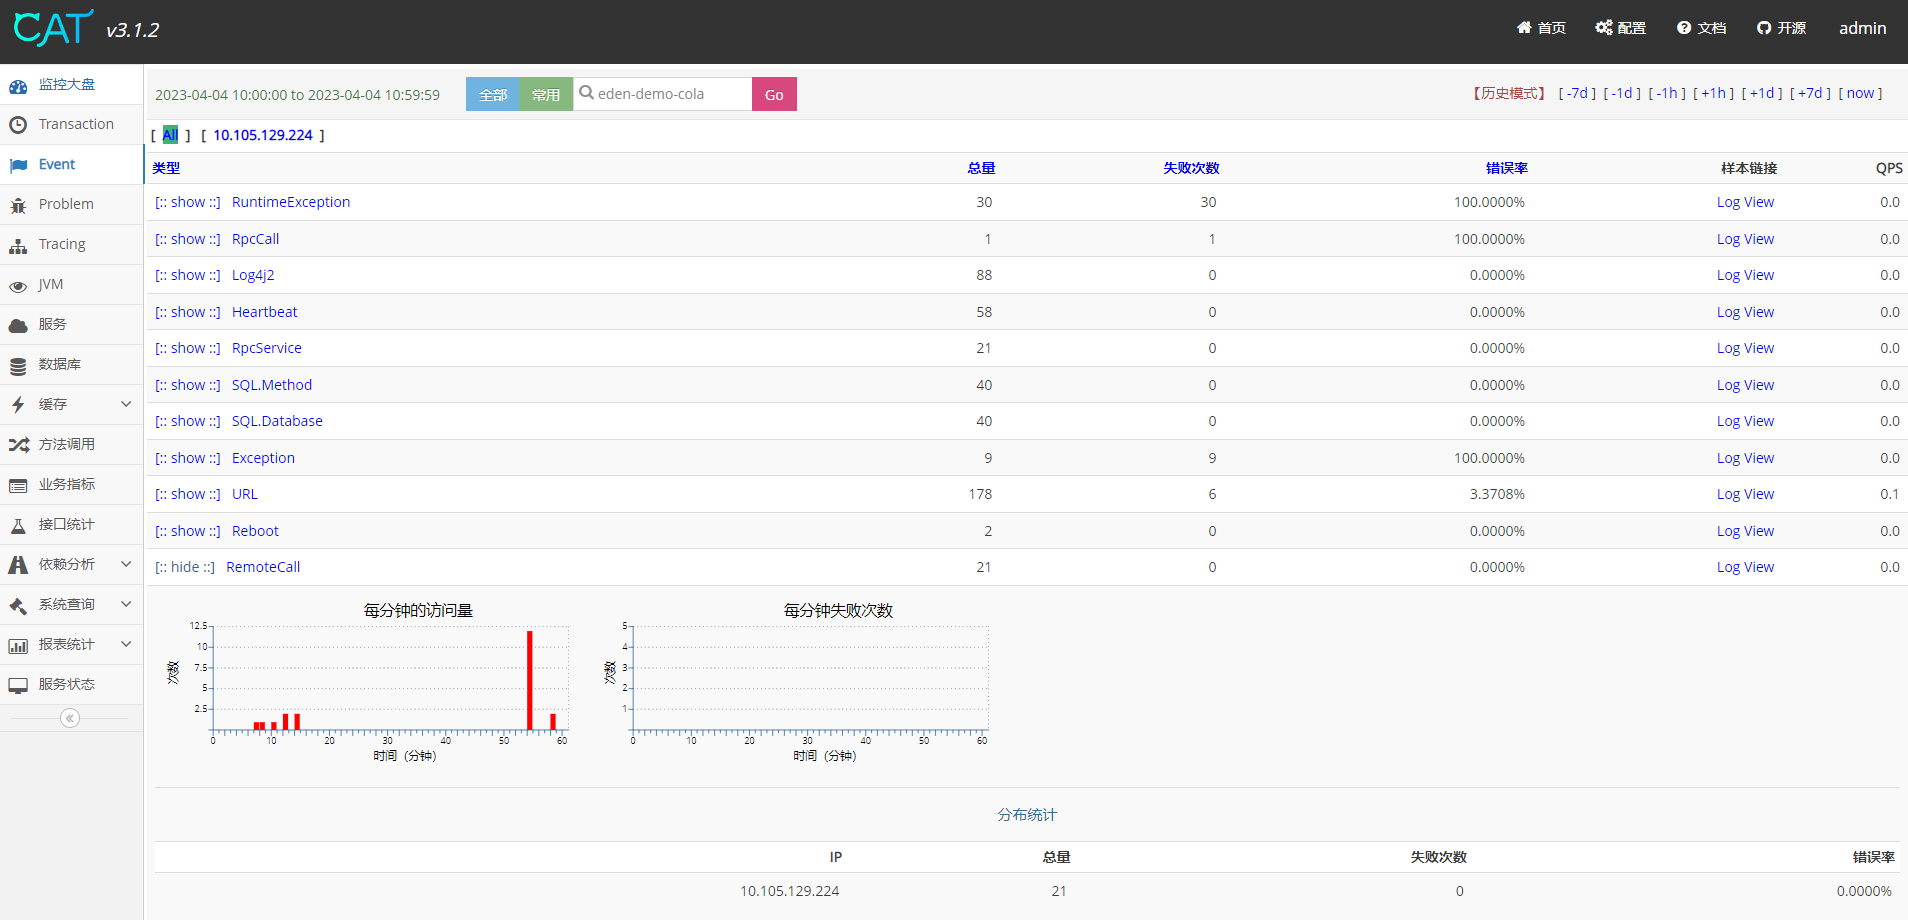 CAT v3.1.2
首页 配置 文档 开源 admin
监控大盘
Transaction
Event
Problem
Tracing
JVM
服务
数据库
缓存
方法调用
业务指标
接口统计
依赖分析
系统查询
报表统计
服务状态
2023-04-04 10:00:00 to 2023-04-04 10:59:59 全部 常用 eden-demo-cola Go 【历史模式】 [ -7d ] [ -1d ] [ -1h ] [ +1h ] [ +1d ] [ +7d ] [ now ]
[ All ] [ 10.105.129.224 ]
类型 总量 失败次数 错误率 样本链接 QPS
[:: show ::] RuntimeException 30 30 100.0000% Log View 0.0
[:: show ::] RpcCall 1 1 100.0000% Log View 0.0
[:: show ::] Log4j2 88 0 0.0000% Log View 0.0
[:: show ::] Heartbeat 58 0 0.0000% Log View 0.0
[:: show ::] RpcService 21 0 0.0000% Log View 0.0
[:: show ::] SQL.Method 40 0 0.0000% Log View 0.0
[:: show ::] SQL.Database 40 0 0.0000% Log View 0.0
[:: show ::] Exception 9 9 100.0000% Log View 0.0
[:: show ::] URL 178 6 3.3708% Log View 0.1
[:: show ::] Reboot 2 0 0.0000% Log View 0.0
[:: hide ::] RemoteCall 21 0 0.0000% Log View 0.0
每分钟的访问量
12.5
10
7.5
5
2.5
次数
0 10 20 30 40 50 60
时间（分钟）
每分钟失败次数
5
4
3
2
1
次数
0 10 20 30 40 50 60
时间（分钟）
分布统计
IP 总量 失败次数 错误率
10.105.129.224 21 0 0.0000%